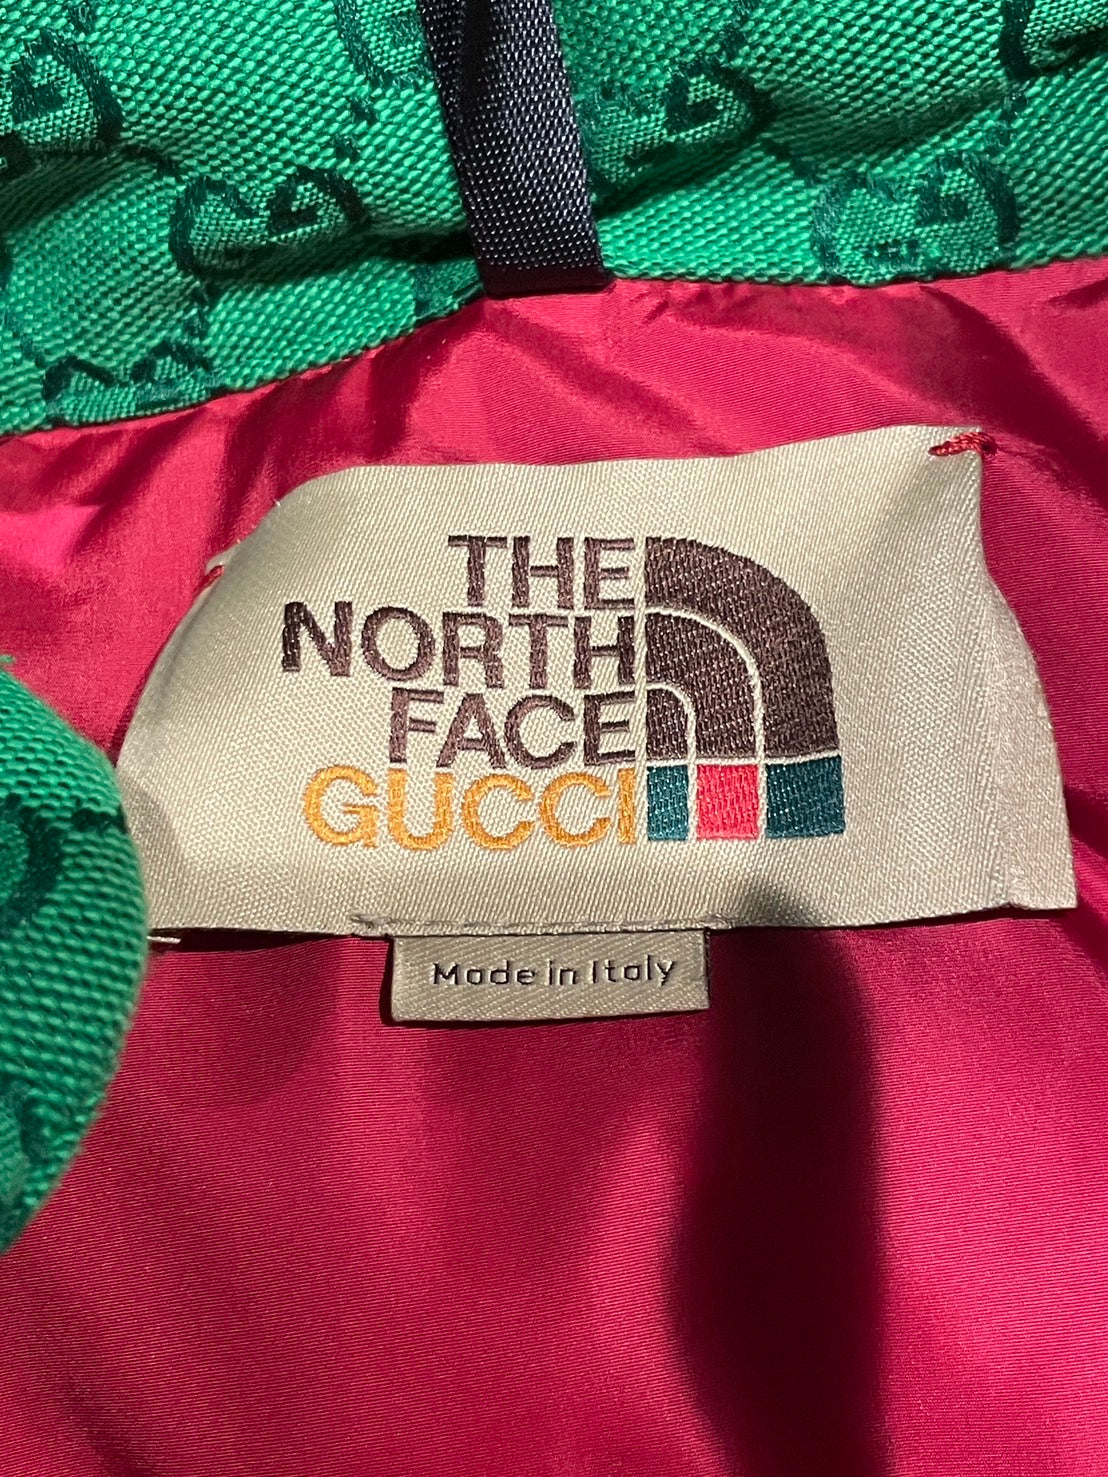 THE
NORTH
FACE
GUCCI
Made in Italy